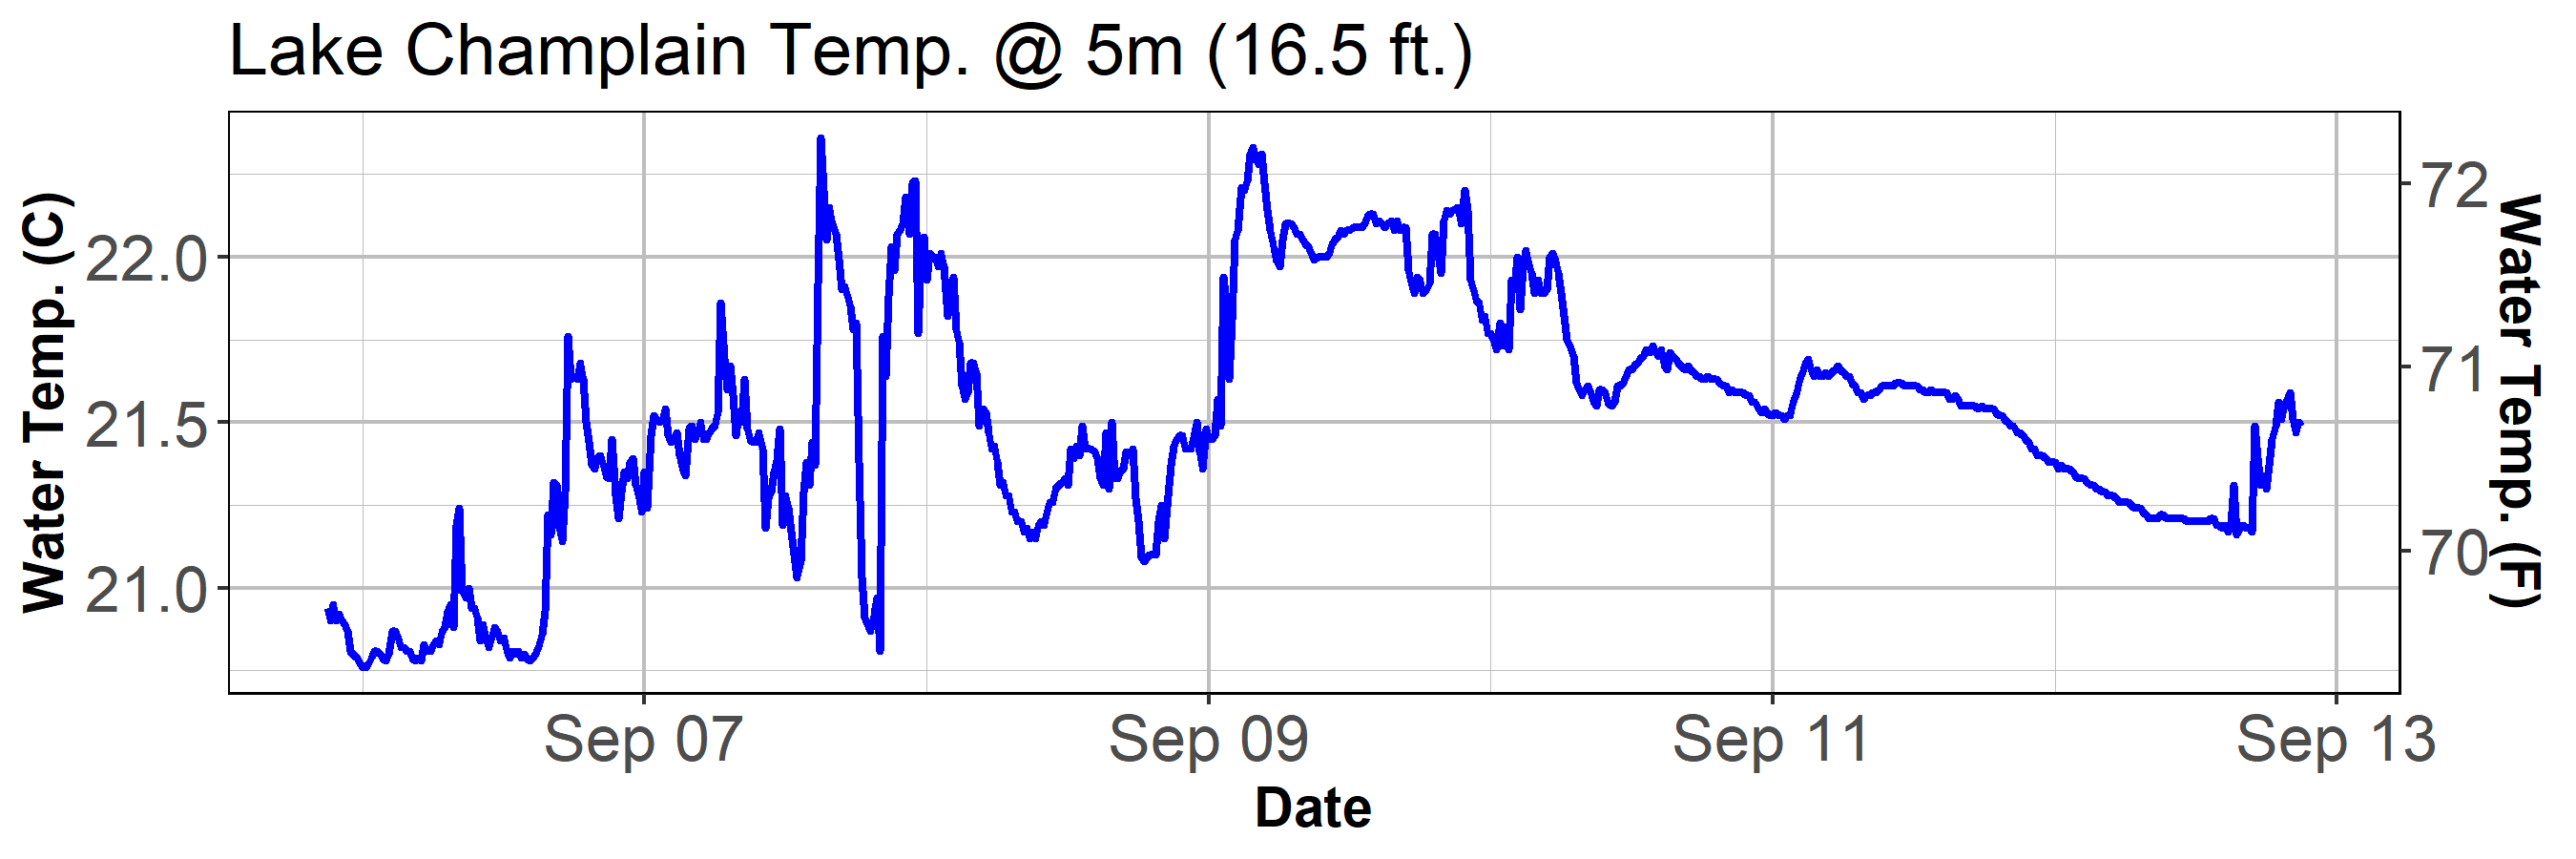 Lake Champlain Temp. @ 5m (16.5 ft.)
Water Temp. (C)
22.0
21.5
21.0
72
71
70
Water Temp. (F)
Sep 07 Sep 09 Sep 11 Sep 13
Date